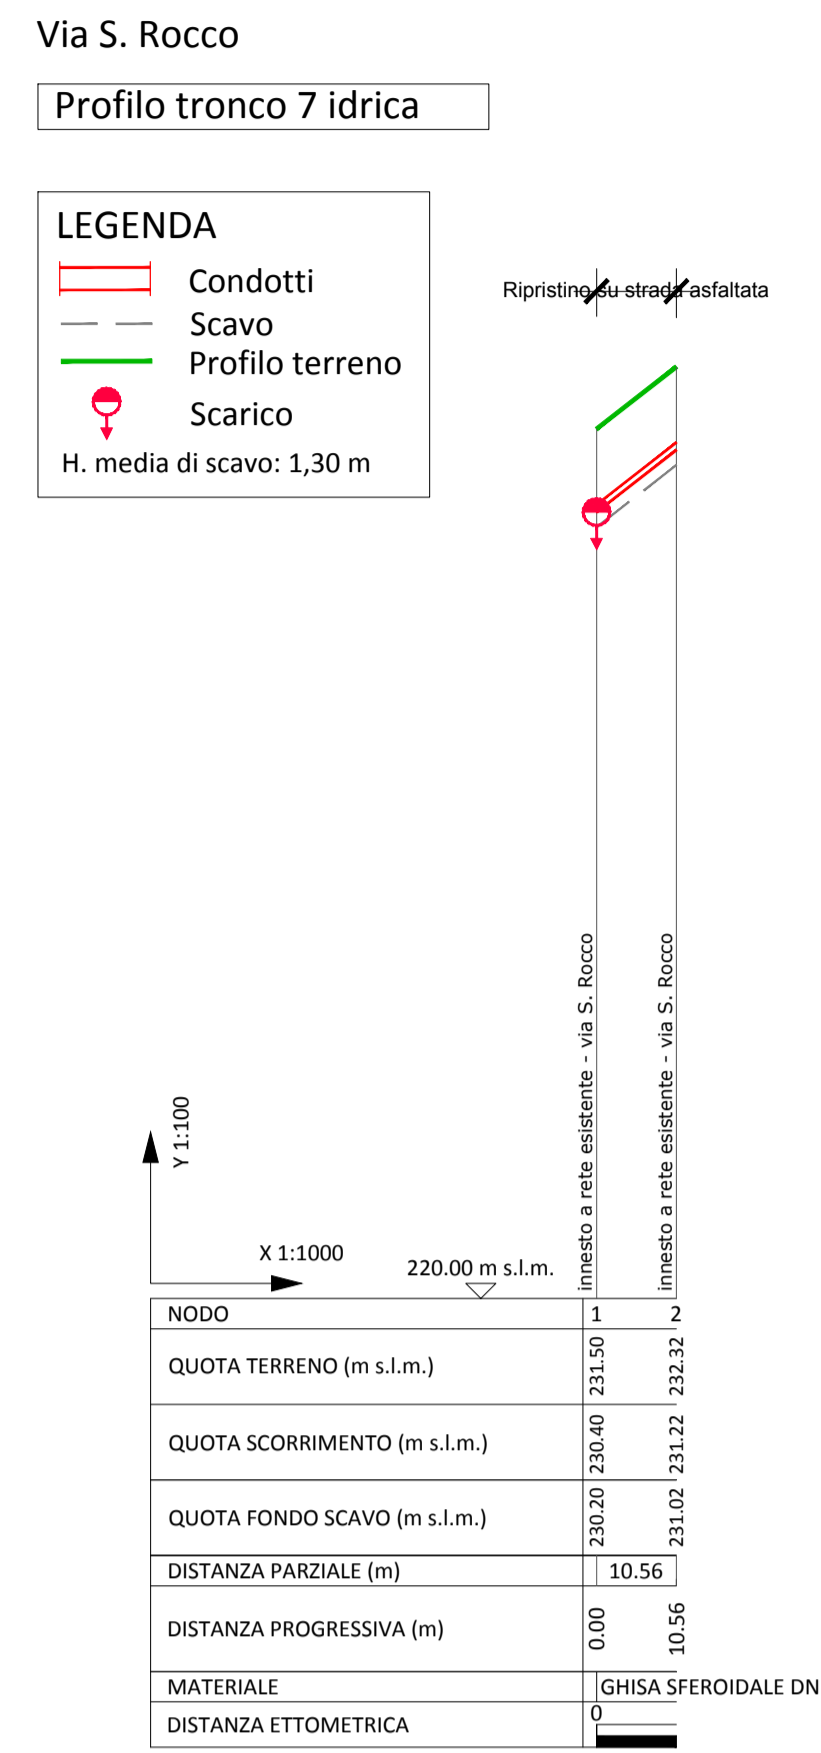 Via S. Rocco
Profilo tronco 7 idrica
LEGENDA
Condotti
Scavo
Profilo terreno
Scarico
H. media di scavo: 1,30 m
Ripristino su strada asfaltata
innesto a rete esistente - via S. Rocco
innesto a rete esistente - via S. Rocco
Y 1:100
X 1:1000
220.00 m s.l.m.
NODO 1 2
QUOTA TERRENO (m s.l.m.) 231.50 232.32
QUOTA SCORRIMENTO (m s.l.m.) 230.40 231.22
QUOTA FONDO SCAVO (m s.l.m.) 230.20 231.02
DISTANZA PARZIALE (m) 10.56
DISTANZA PROGRESSIVA (m) 0.00 10.56
MATERIALE GHISA SFEROIDALE DN
DISTANZA ETTOMETRICA 0